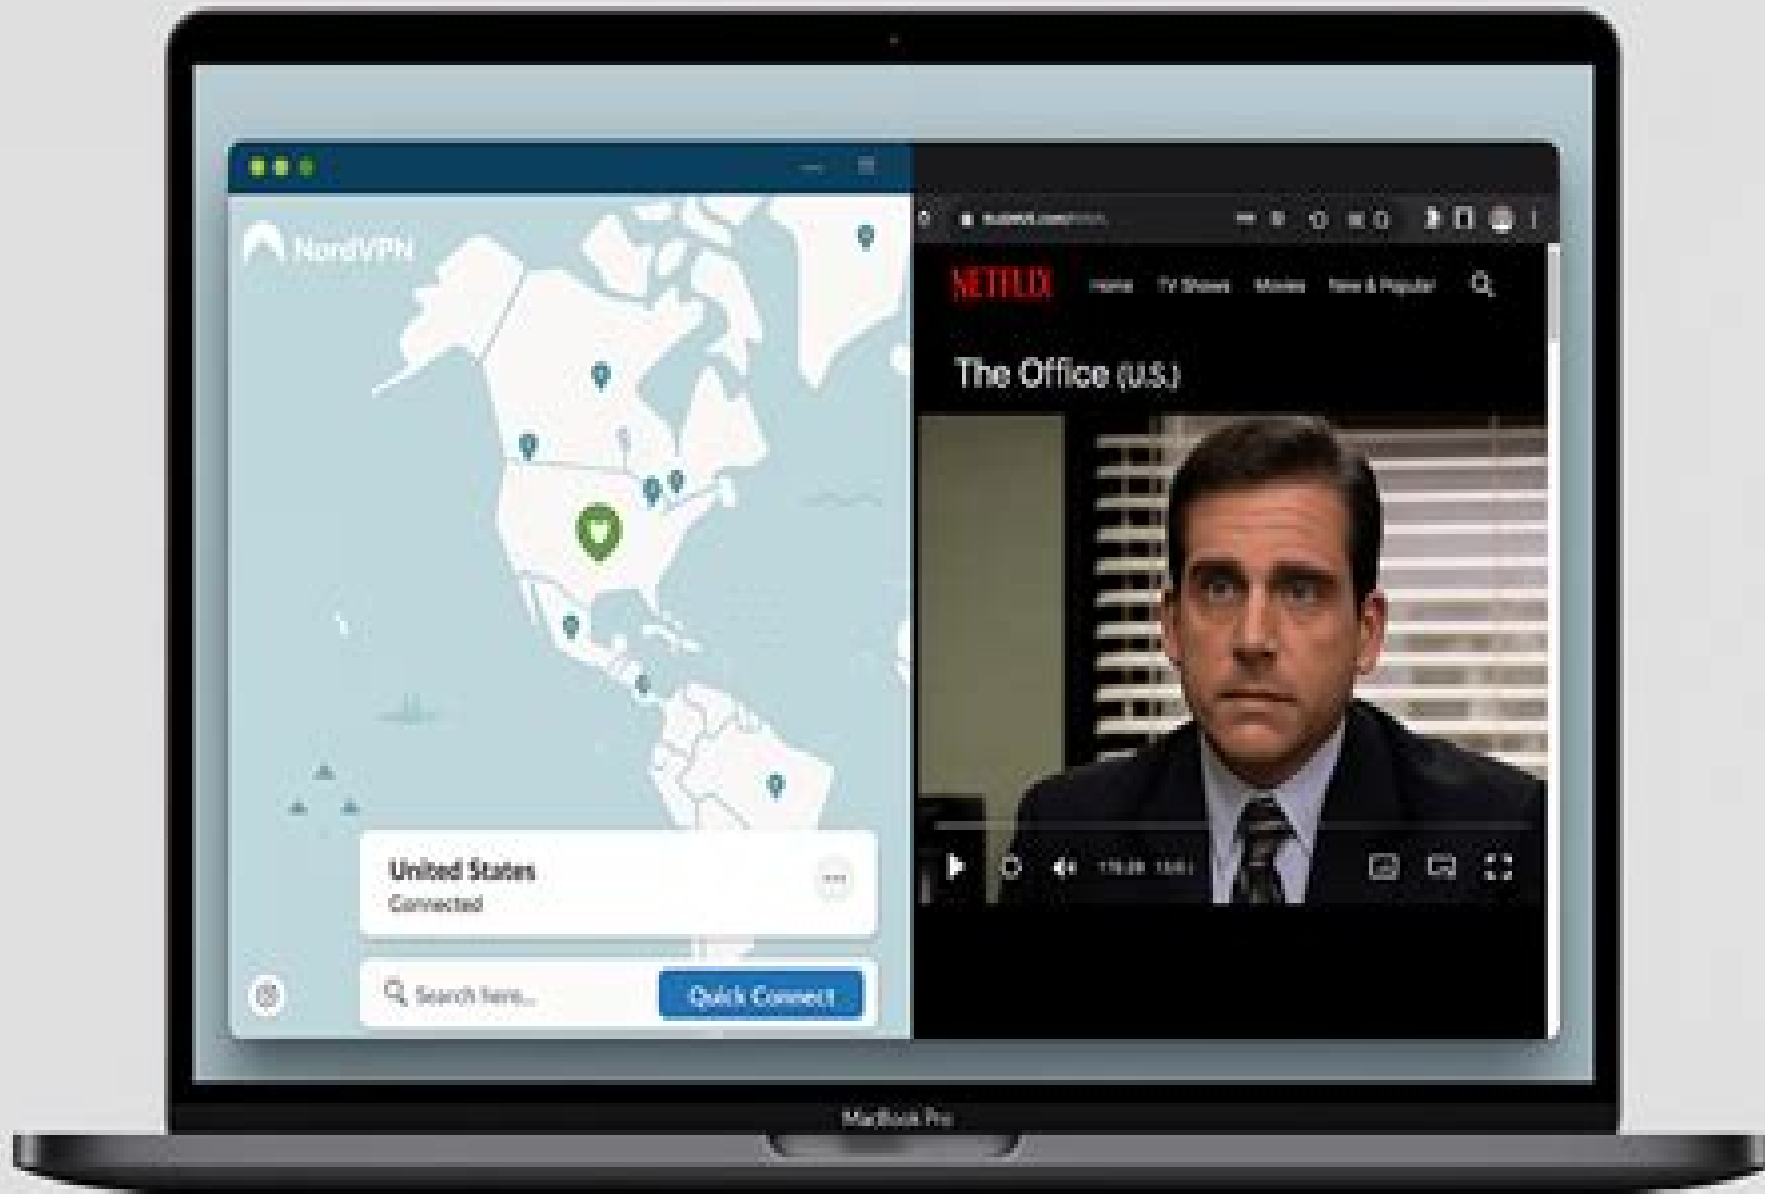 NordVPN
United States
Connected
Search here...
Quick Connect
NETFLIX
Home TV Shows Movies New & Popular
The Office (U.S.)
MacBook Pro